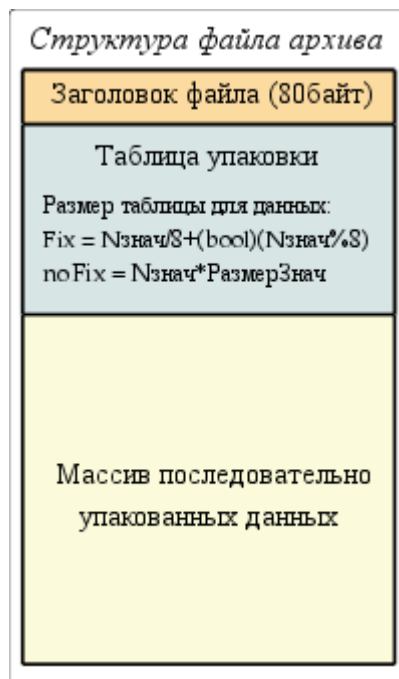 Структура файла архива
Заголовок файла (80байт)
Таблица упаковки
Размер таблицы для данных:
Fix = Nзнач/8+(bool)(Nзнач%8)
noFix = Nзнач*РазмерЗнач
Массив последовательно
упакованных данных